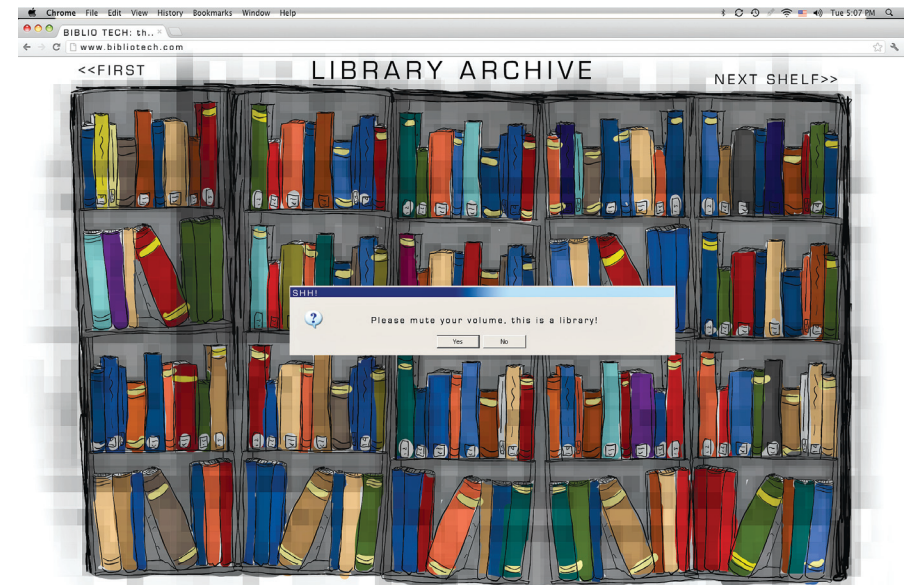 Chrome File Edit View History Bookmarks Window Help Tue 5:07 PM
BIBLIO TECH: th..
www.bibliotech.com
<<FIRST LIBRARY ARCHIVE NEXT SHELF>>
SHH!
Please mute your volume, this is a library!
Yes No